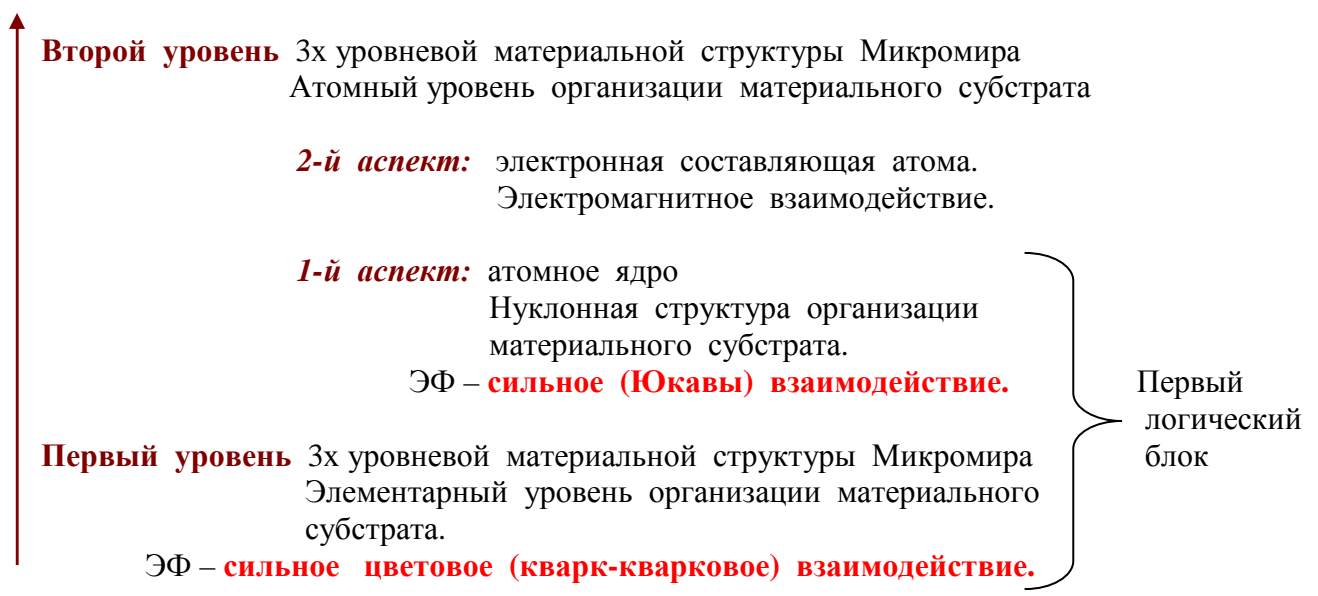 Второй уровень 3х уровневой материальной структуры Микромира
Атомный уровень организации материального субстрата
2-й аспект: электронная составляющая атома.
Электромагнитное взаимодействие.
1-й аспект: атомное ядро
Нуклонная структура организации
материального субстрата.
ЭФ – сильное (Юкавы) взаимодействие.
Первый
логический
блок
Первый уровень 3х уровневой материальной структуры Микромира
Элементарный уровень организации материального
субстрата.
ЭФ – сильное цветовое (кварк-кварковое) взаимодействие.